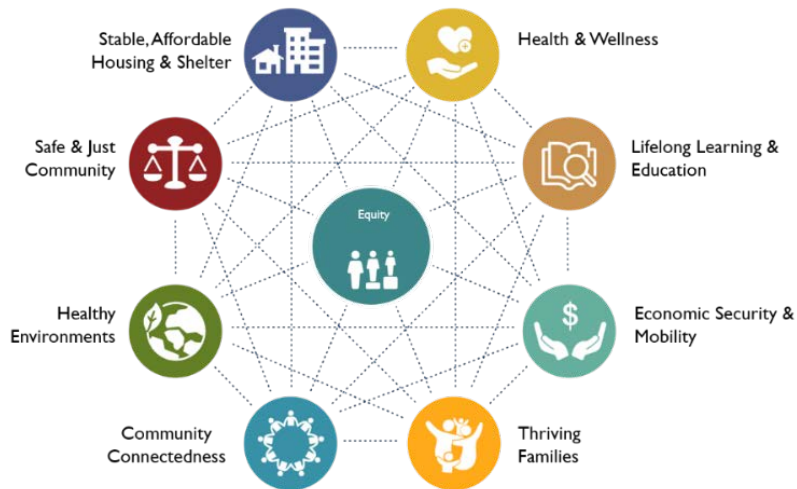 Stable, Affordable
Housing & Shelter
Health & Wellness
Safe & Just
Community
Lifelong Learning &
Education
Equity
Healthy
Environments
$
Economic Security &
Mobility
Community
Connectedness
Thriving
Families